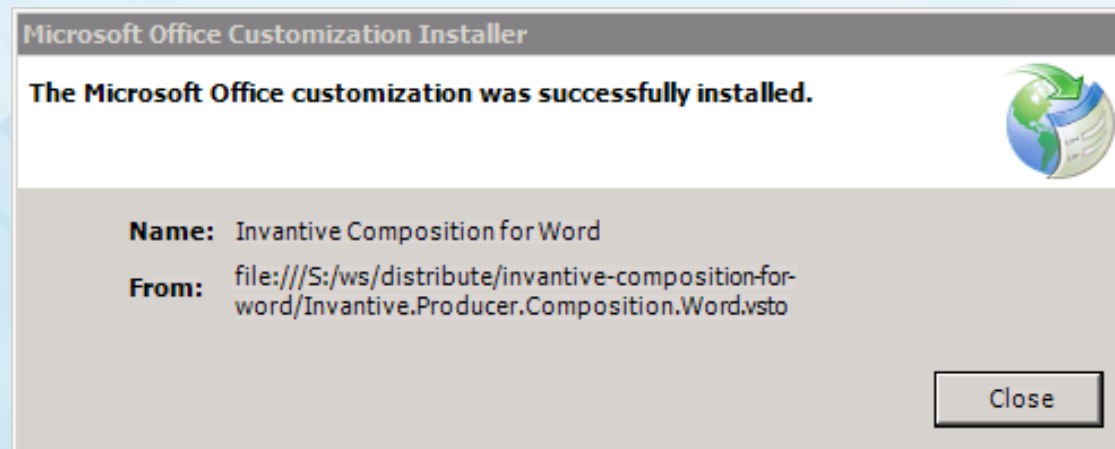 Microsoft Office Customization Installer
The Microsoft Office customization was successfully installed.
Name: Invantive Composition for Word
From: file:///S:/ws/distribute/invantive-composition-for-
word/Invantive.Producer.Composition.Word.vsto
Close